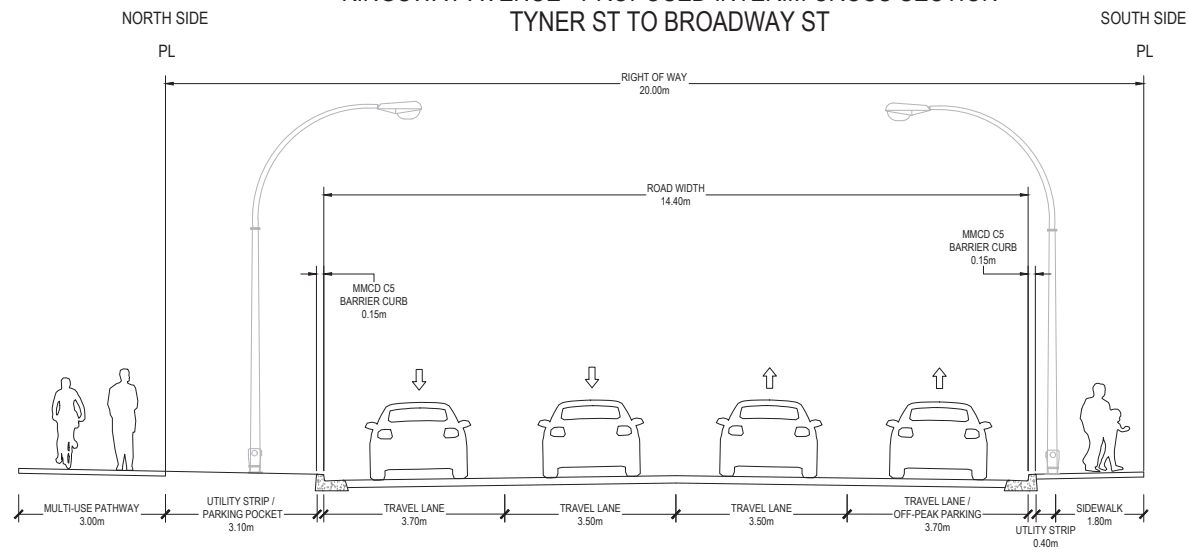 TYNER ST TO BROADWAY ST
NORTH SIDE
SOUTH SIDE
PL
PL
RIGHT OF WAY
20.00m
ROAD WIDTH
14.40m
MMCD C5
BARRIER CURB
0.15m
MMCD C5
BARRIER CURB
0.15m
MULTI-USE PATHWAY
3.00m
UTILITY STRIP /
PARKING POCKET
3.10m
TRAVEL LANE
3.70m
TRAVEL LANE
3.50m
TRAVEL LANE
3.50m
TRAVEL LANE /
OFF-PEAK PARKING
3.70m
UTLITY STRIP
0.40m
SIDEWALK
1.80m